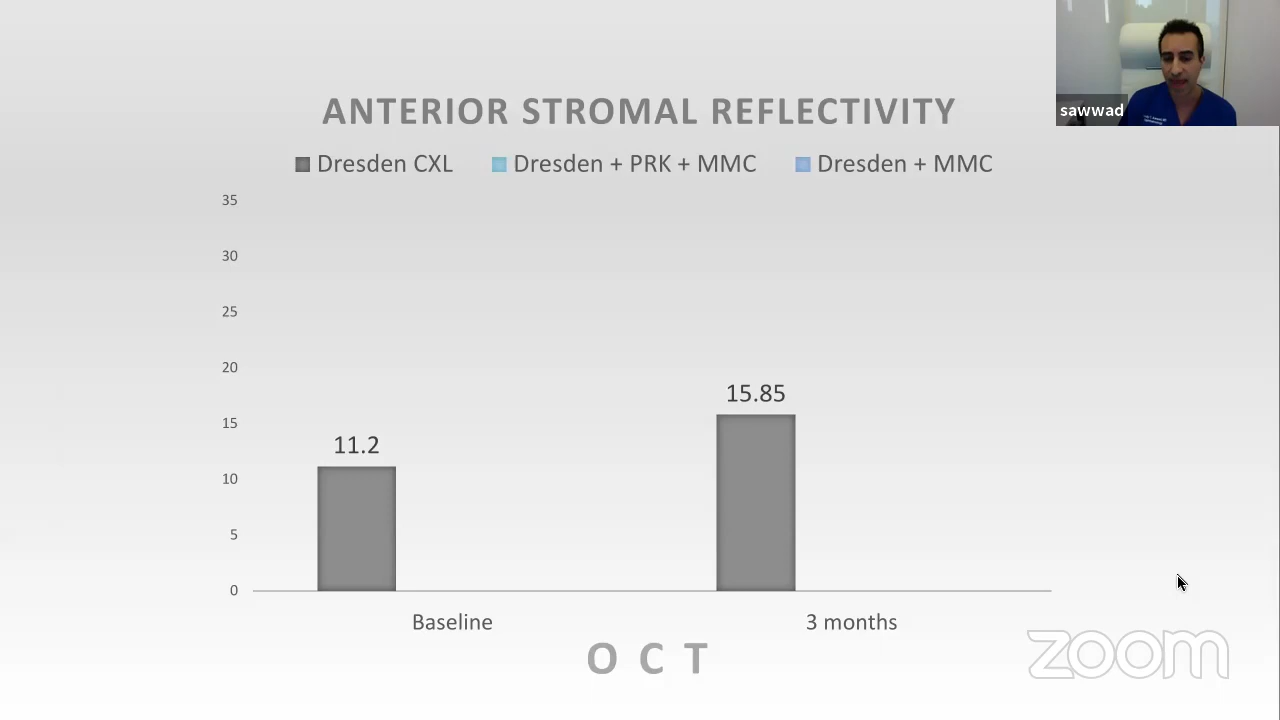 ANTERIOR STROMAL REFLECTIVITY
sawwad
Dresden CXL Dresden + PRK + MMC Dresden + MMC
35
30
25
20
15
10
5
0
11.2
15.85
Baseline 3 months
OCT
zoom